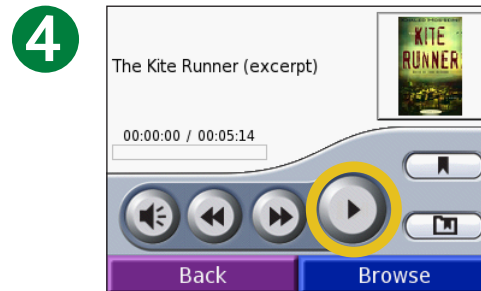 4
The Kite Runner (excerpt)
KITE
RUNNER
00:00:00 / 00:05:14
Back
Browse